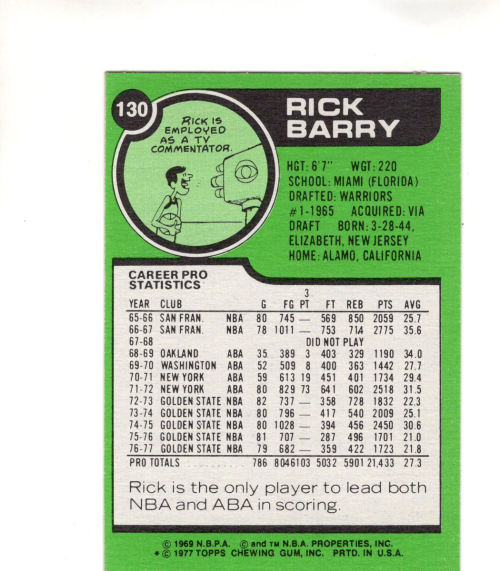 130
RICK IS
EMPLOYED
AS A TV
COMMENTATOR.
RICK
BARRY
HGT: 6'7" WGT: 220
SCHOOL: MIAMI (FLORIDA)
DRAFTED: WARRIORS
#1-1965 ACQUIRED: VIA
DRAFT BORN: 3-28-44,
ELIZABETH, NEW JERSEY
HOME: ALAMO, CALIFORNIA
CAREER PRO
STATISTICS
3
YEAR CLUB G FG PT FT REB PTS AVG
65-66 SAN FRAN. NBA 80 745 — 569 850 2059 25.7
66-67 SAN FRAN. NBA 78 1011 — 753 714 2775 35.6
67-68 DID NOT PLAY
68-69 OAKLAND ABA 35 389 3 403 329 1190 34.0
69-70 WASHINGTON ABA 52 509 8 400 363 1442 27.7
70-71 NEW YORK ABA 59 613 19 451 401 1734 29.4
71-72 NEW YORK ABA 80 829 73 641 602 2518 31.5
72-73 GOLDEN STATE NBA 82 737 — 358 728 1832 22.3
73-74 GOLDEN STATE NBA 80 796 — 417 540 2009 25.1
74-75 GOLDEN STATE NBA 80 1028 — 394 456 2450 30.6
75-76 GOLDEN STATE NBA 81 707 — 287 496 1701 21.0
76-77 GOLDEN STATE NBA 79 682 — 359 422 1723 21.8
PRO TOTALS 786 8046 103 5032 5901 21,433 27.3
Rick is the only player to lead both
NBA and ABA in scoring.
© 1969 N.B.P.A. © and TM N.B.A. PROPERTIES, INC.
* © 1977 TOPPS CHEWING GUM, INC. PRTD. IN U.S.A.